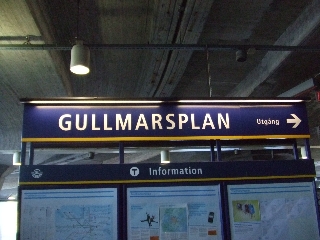 GULLMARSPLAN
Utgång
T Information